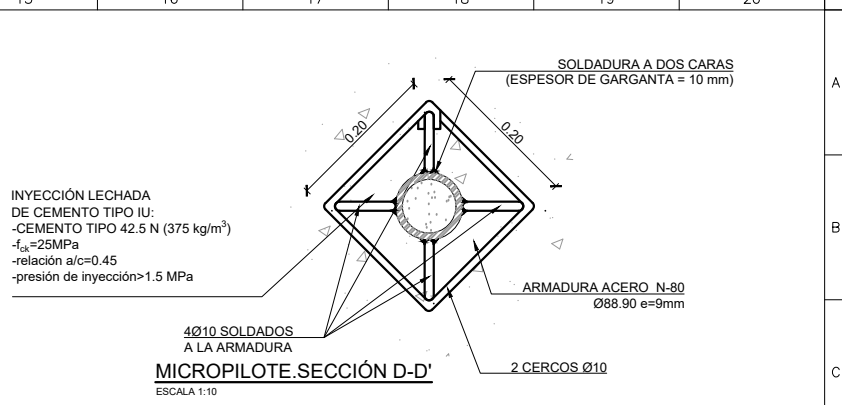 15 16 17 18 19 20
A
SOLDADURA A DOS CARAS
(ESPESOR DE GARGANTA = 10 mm)
0.20
0.20
INYECCIÓN LECHADA
DE CEMENTO TIPO IU:
-CEMENTO TIPO 42.5 N (375 kg/m³)
-fck=25MPa
-relación a/c=0.45
-presión de inyección>1.5 MPa
B
ARMADURA ACERO N-80
Ø88.90 e=9mm
4Ø10 SOLDADOS
A LA ARMADURA
2 CERCOS Ø10
MICROPILOTE.SECCIÓN D-D'
ESCALA 1:10
C